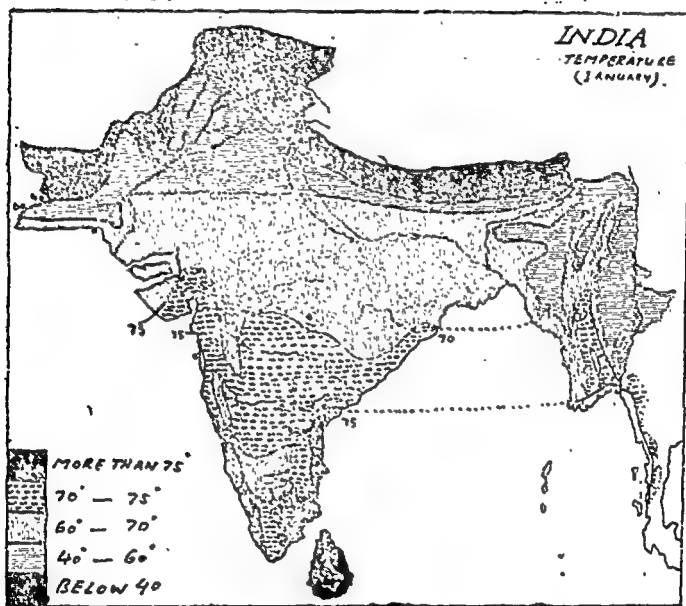 INDIA
TEMPERATURE
(JANUARY).
75
75
70
75
MORE THAN 75°
70° — 75°
60° — 70°
40° — 60°
BELOW 40